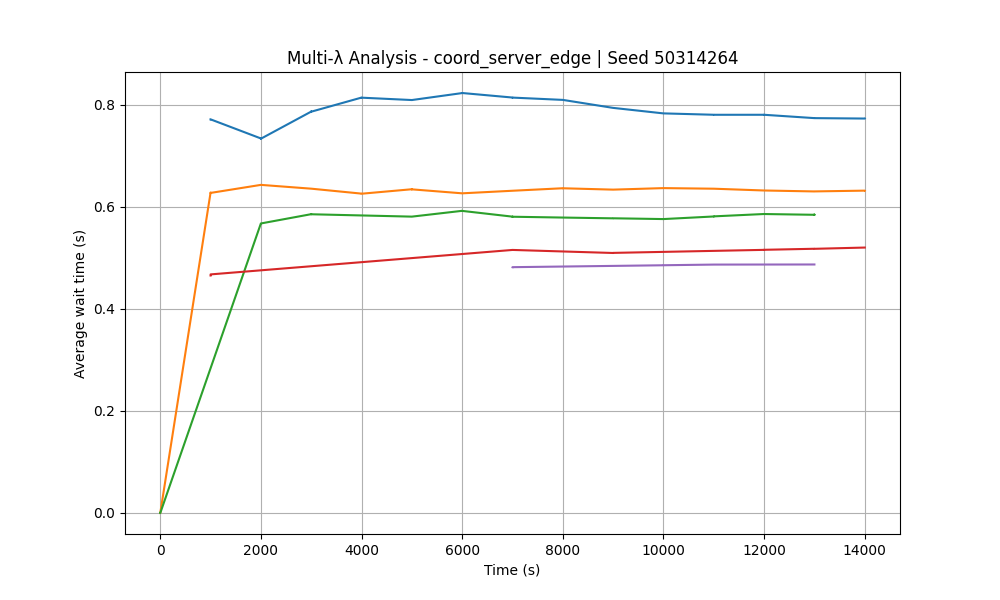 Multi-λ Analysis - coord_server_edge | Seed 50314264
Average wait time (s)
0.8
0.6
0.4
0.2
0.0
0 2000 4000 6000 8000 10000 12000 14000
Time (s)